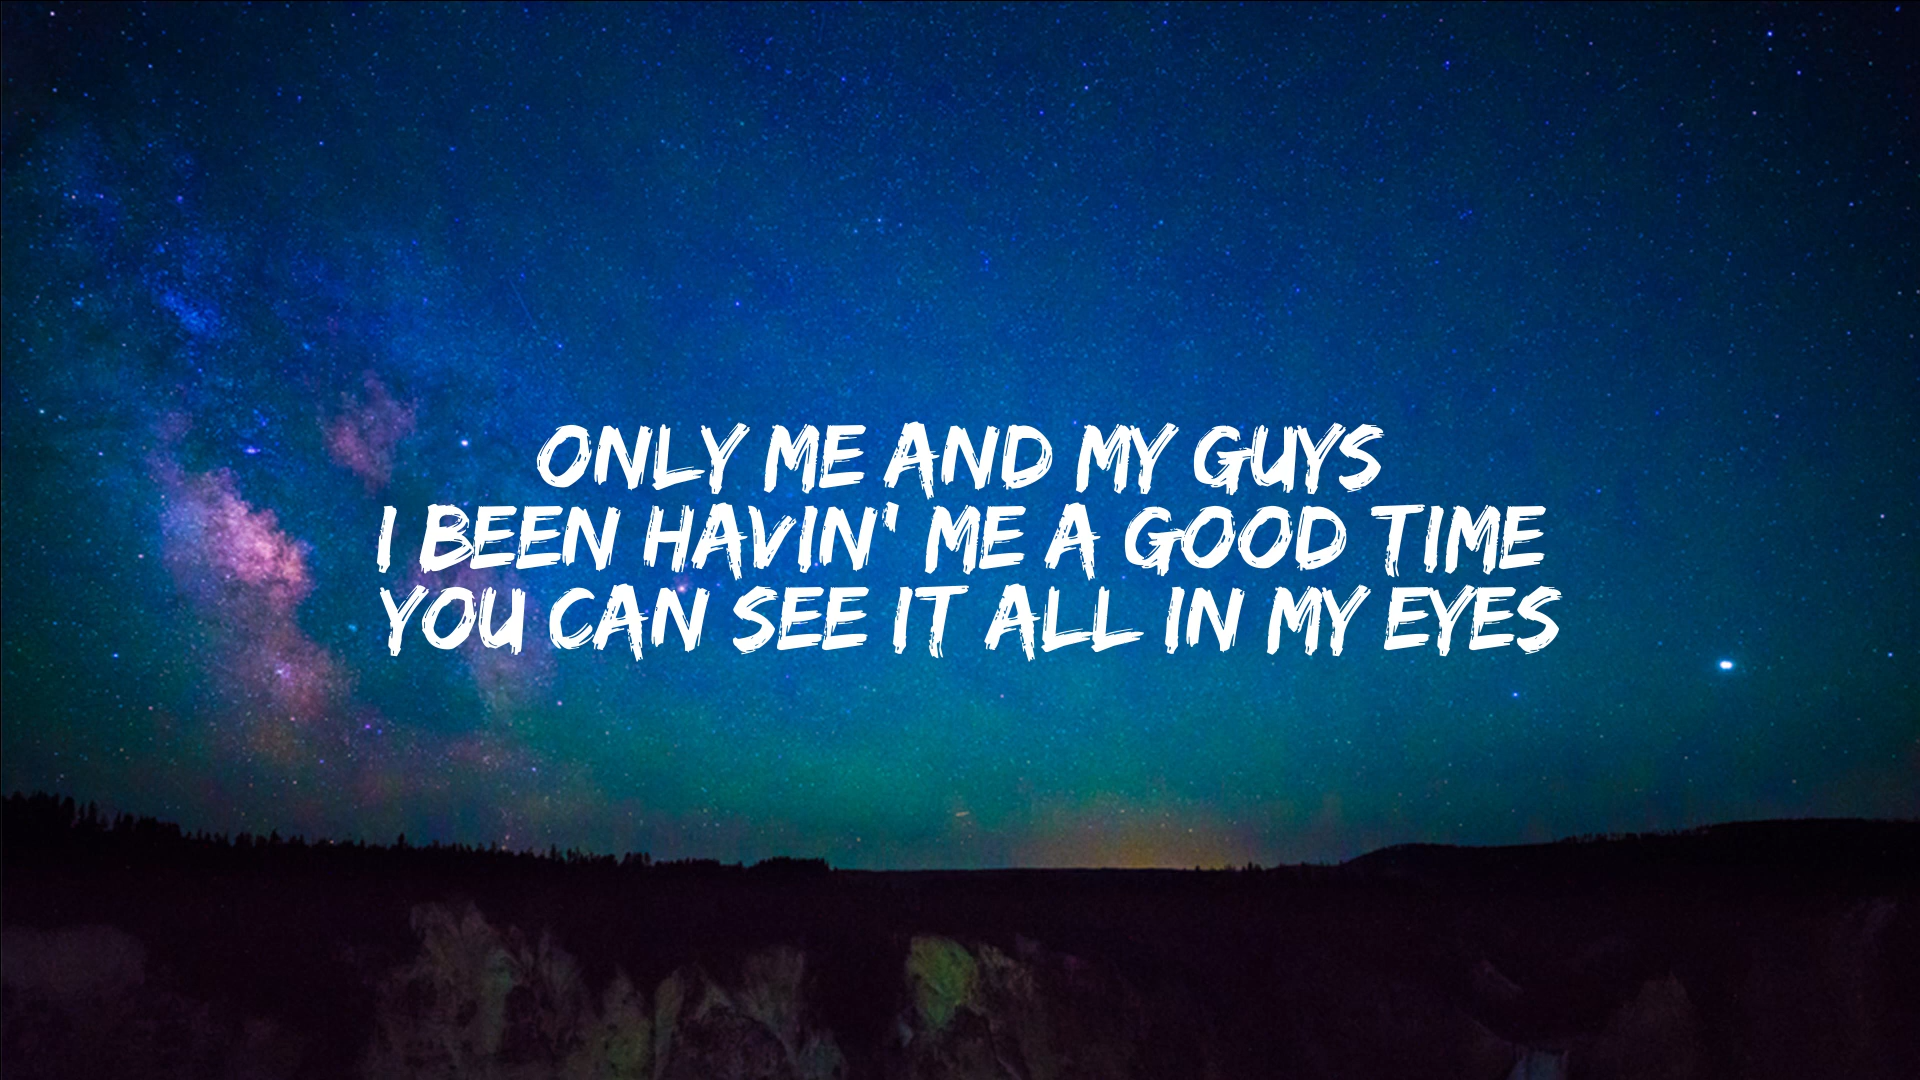 ONLY ME AND MY GUYS
I BEEN HAVIN' ME A GOOD TIME
YOU CAN SEE IT ALL IN MY EYES